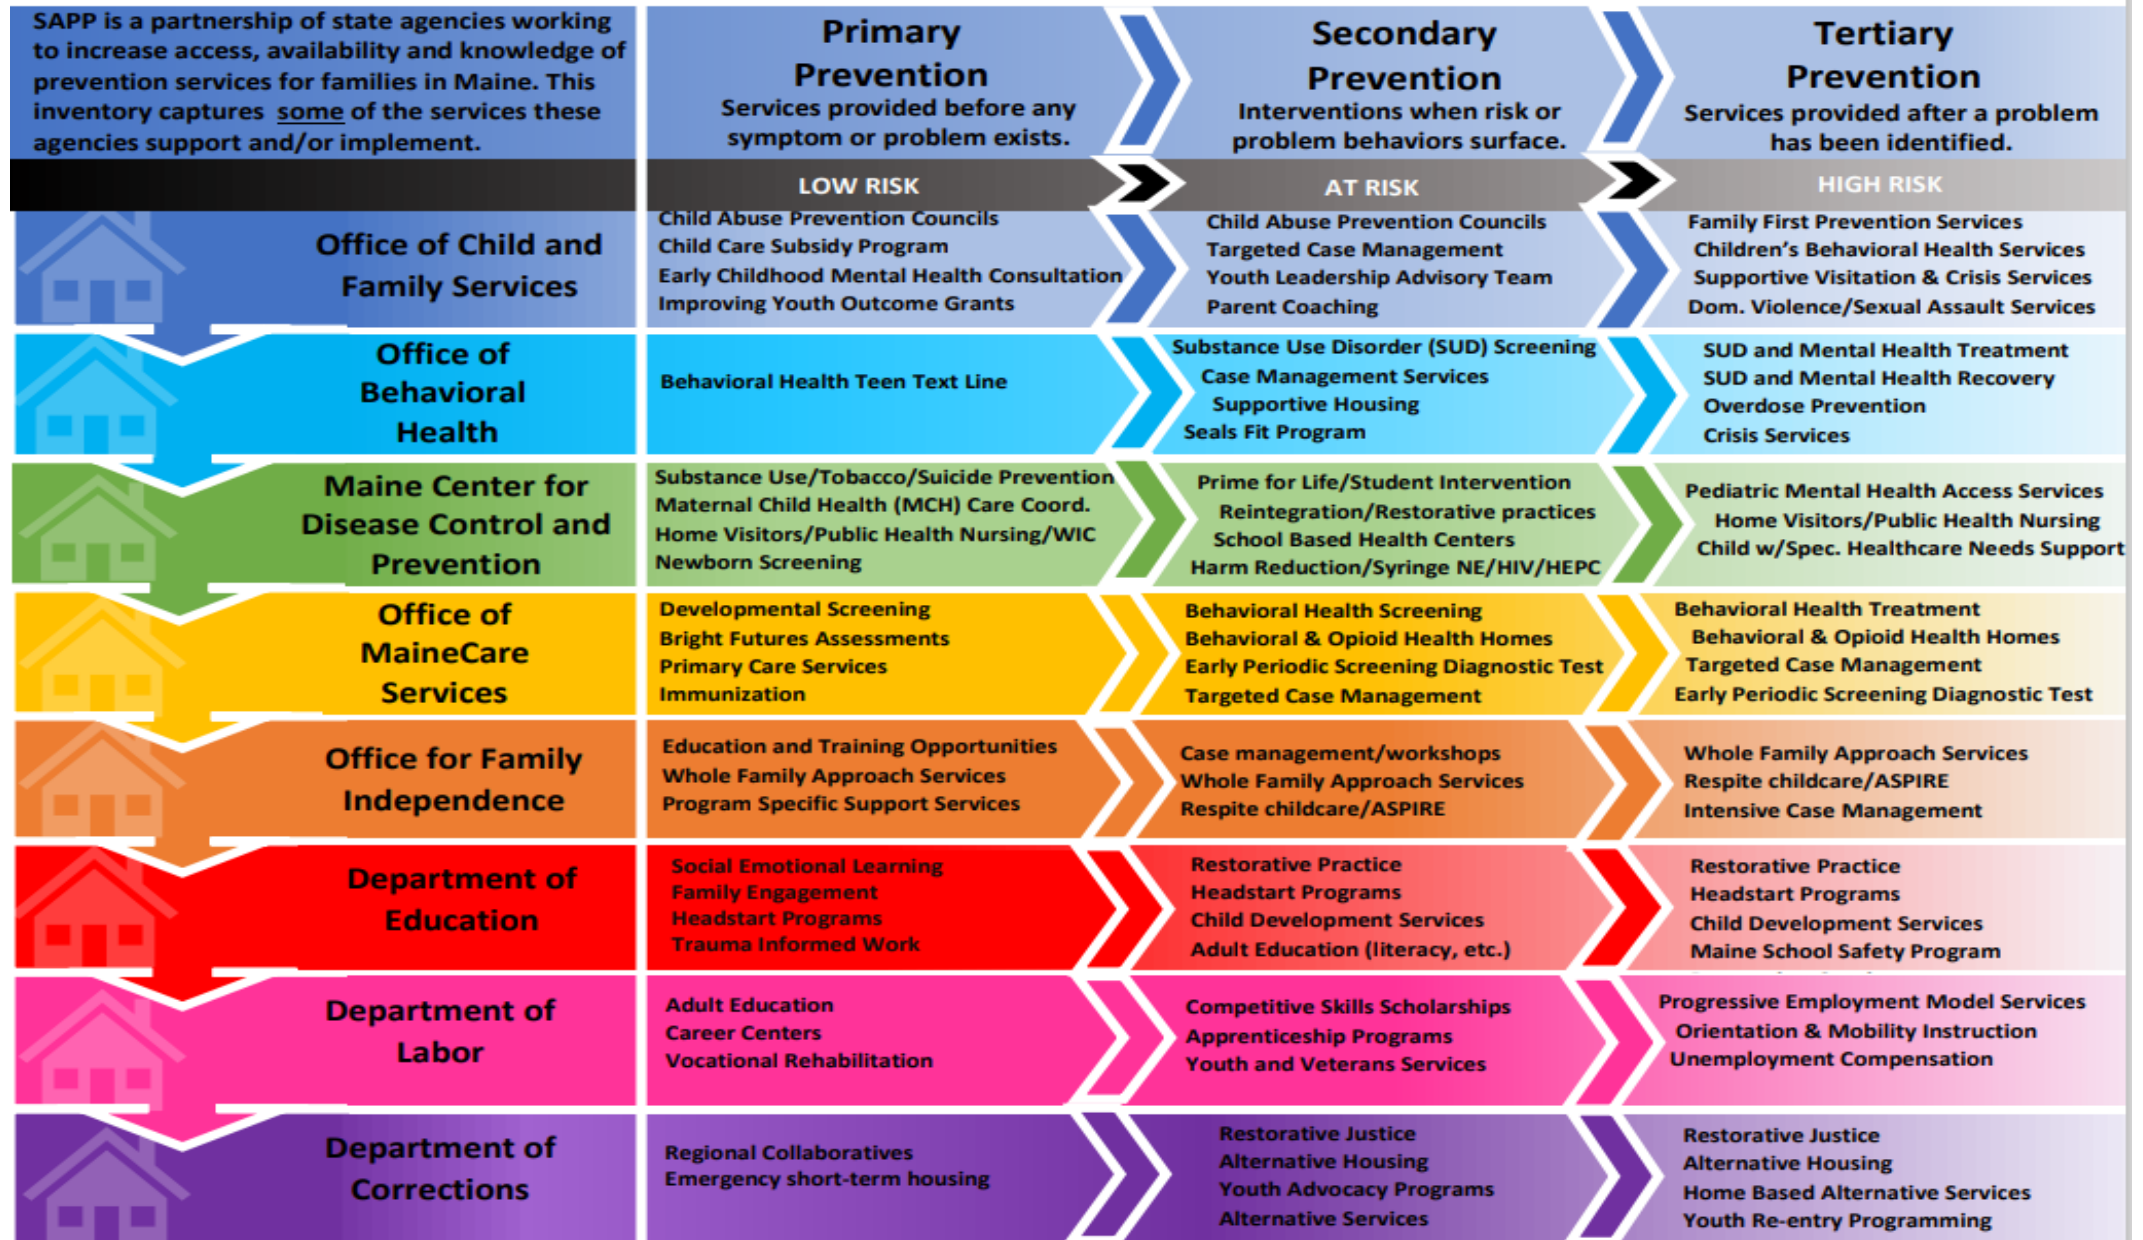 SAPP is a partnership of state agencies working
to increase access, availability and knowledge of
prevention services for families in Maine. This
inventory captures some of the services these
agencies support and/or implement.
Primary
Prevention
Services provided before any
symptom or problem exists.
Secondary
Prevention
Interventions when risk or
problem behaviors surface.
Tertiary
Prevention
Services provided after a problem
has been identified.
LOW RISK
AT RISK
HIGH RISK
Office of Child and
Family Services
Child Abuse Prevention Councils
Child Care Subsidy Program
Early Childhood Mental Health Consultation
Improving Youth Outcome Grants
Child Abuse Prevention Councils
Targeted Case Management
Youth Leadership Advisory Team
Parent Coaching
Family First Prevention Services
Children's Behavioral Health Services
Supportive Visitation & Crisis Services
Dom. Violence/Sexual Assault Services
Office of
Behavioral
Health
Behavioral Health Teen Text Line
Substance Use Disorder (SUD) Screening
Case Management Services
Supportive Housing
Seals Fit Program
SUD and Mental Health Treatment
SUD and Mental Health Recovery
Overdose Prevention
Crisis Services
Maine Center for
Disease Control and
Prevention
Substance Use/Tobacco/Suicide Prevention
Maternal Child Health (MCH) Care Coord.
Home Visitors/Public Health Nursing/WIC
Newborn Screening
Prime for Life/Student Intervention
Reintegration/Restorative practices
School Based Health Centers
Harm Reduction/Syringe NE/HIV/HEPC
Pediatric Mental Health Access Services
Home Visitors/Public Health Nursing
Child w/Spec. Healthcare Needs Support
Office of
MaineCare
Services
Developmental Screening
Bright Futures Assessments
Primary Care Services
Immunization
Behavioral Health Screening
Behavioral & Opioid Health Homes
Early Periodic Screening Diagnostic Test
Targeted Case Management
Behavioral Health Treatment
Behavioral & Opioid Health Homes
Targeted Case Management
Early Periodic Screening Diagnostic Test
Office for Family
Independence
Education and Training Opportunities
Whole Family Approach Services
Program Specific Support Services
Case management/workshops
Whole Family Approach Services
Respite childcare/ASPIRE
Whole Family Approach Services
Respite childcare/ASPIRE
Intensive Case Management
Department of
Education
Social Emotional Learning
Family Engagement
Headstart Programs
Trauma Informed Work
Restorative Practice
Headstart Programs
Child Development Services
Adult Education (literacy, etc.)
Restorative Practice
Headstart Programs
Child Development Services
Maine School Safety Program
Department of
Labor
Adult Education
Career Centers
Vocational Rehabilitation
Competitive Skills Scholarships
Apprenticeship Programs
Youth and Veterans Services
Progressive Employment Model Services
Orientation & Mobility Instruction
Unemployment Compensation
Department of
Corrections
Regional Collaboratives
Emergency short-term housing
Restorative Justice
Alternative Housing
Youth Advocacy Programs
Alternative Services
Restorative Justice
Alternative Housing
Home Based Alternative Services
Youth Re-entry Programming